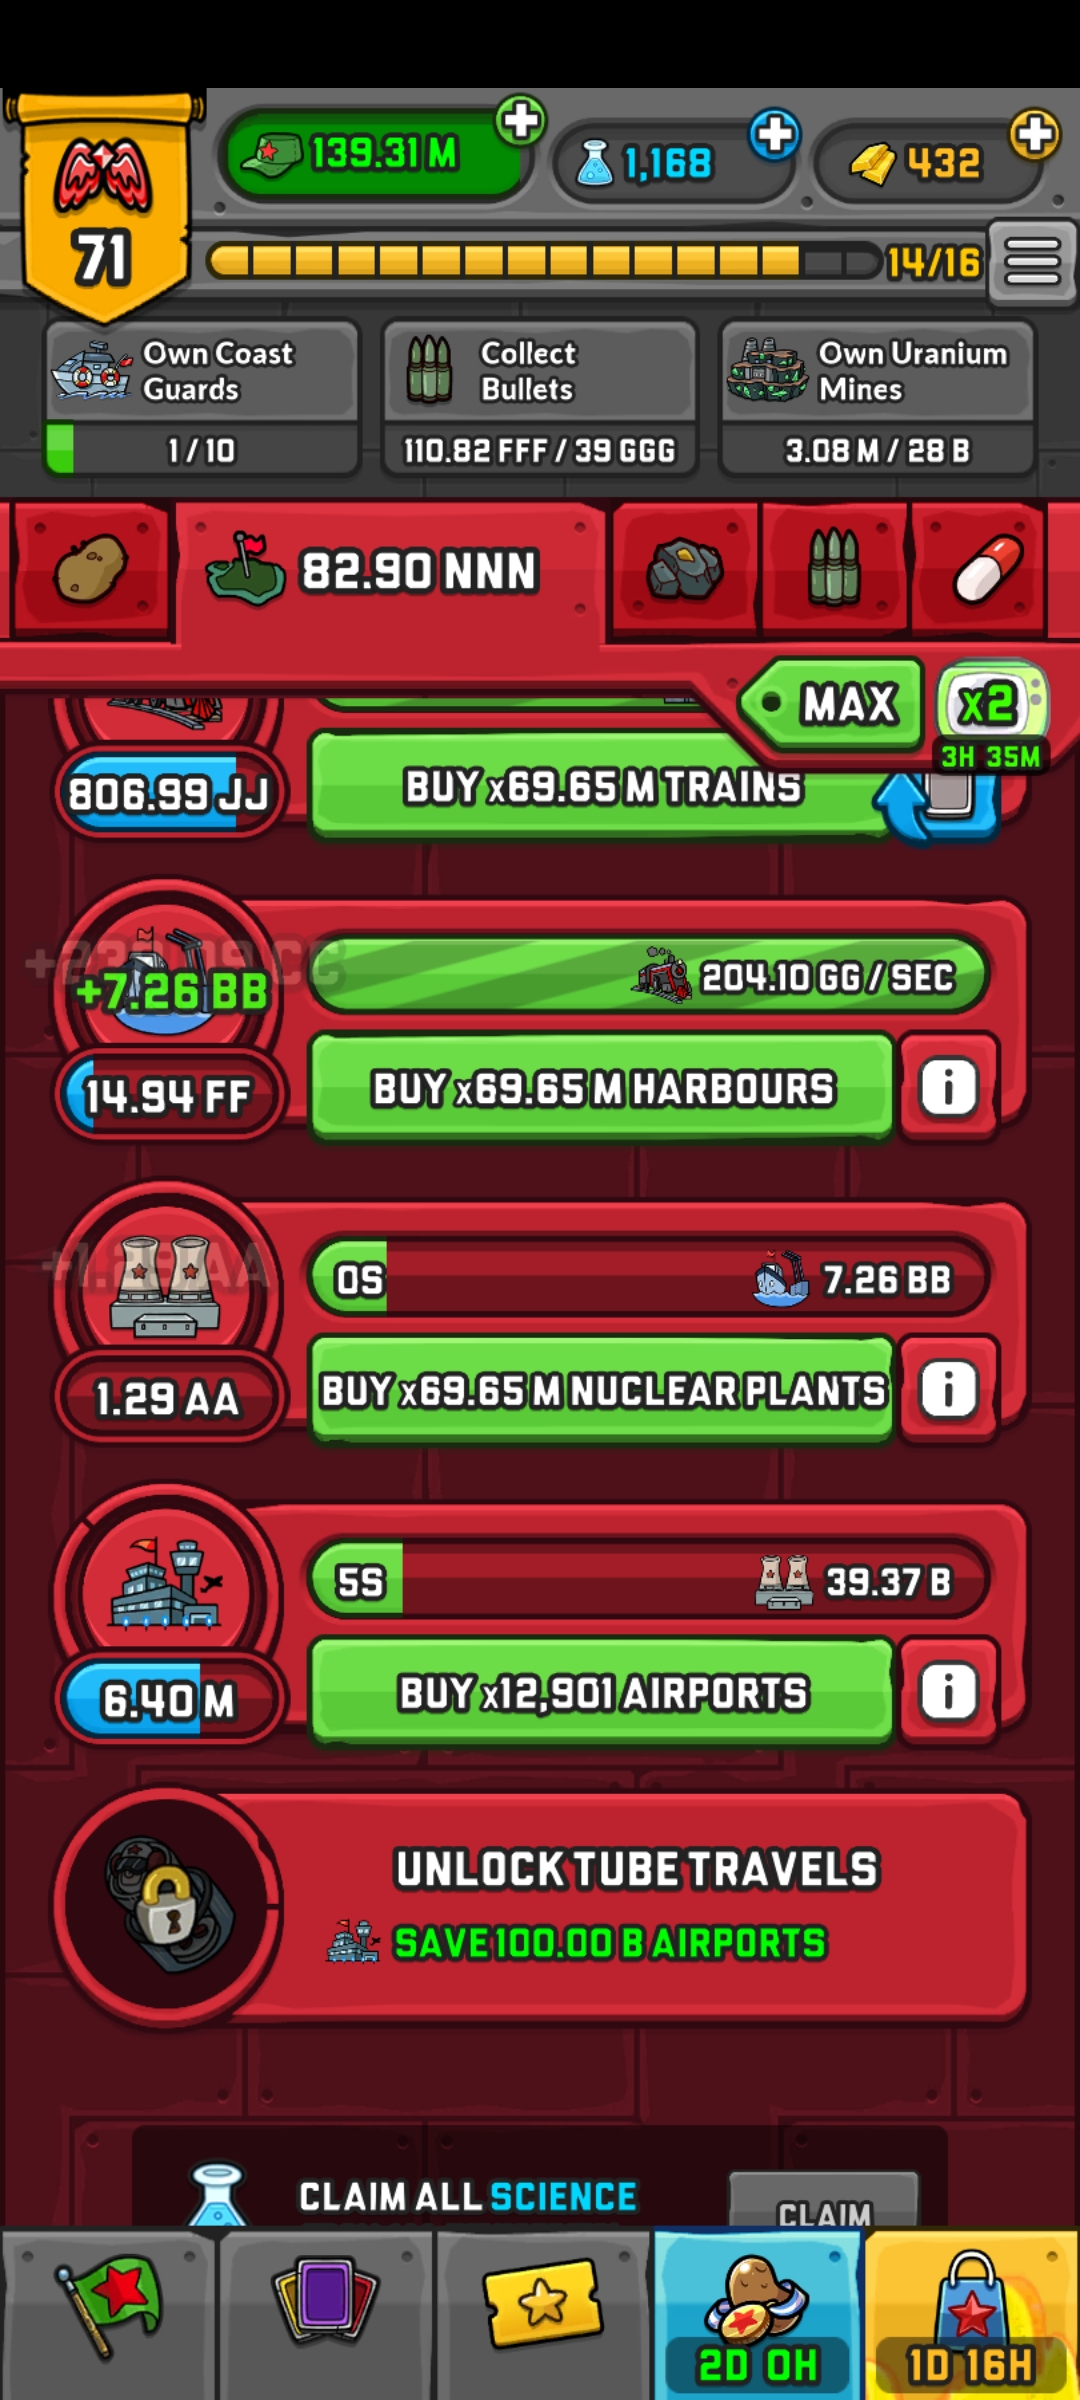 139.31 M
1,168
432
71
14/16
Own Coast
Guards
1 / 10
Collect
Bullets
110.82 FFF / 39 GGG
Own Uranium
Mines
3.08 M / 28 B
82.90 NNN
MAX
x2
3H 35M
806.99 JJ
BUY x69.65 M TRAINS
+7.26 BB
204.10 GG / SEC
14.94 FF
BUY x69.65 M HARBOURS
i
+1.29 AA
0S
7.26 BB
1.29 AA
BUY x69.65 M NUCLEAR PLANTS
i
5S
39.37 B
6.40 M
BUY x12,901 AIRPORTS
i
UNLOCK TUBE TRAVELS
SAVE 100.00 B AIRPORTS
CLAIM ALL SCIENCE
CLAIM
2D 0H
1D 16H